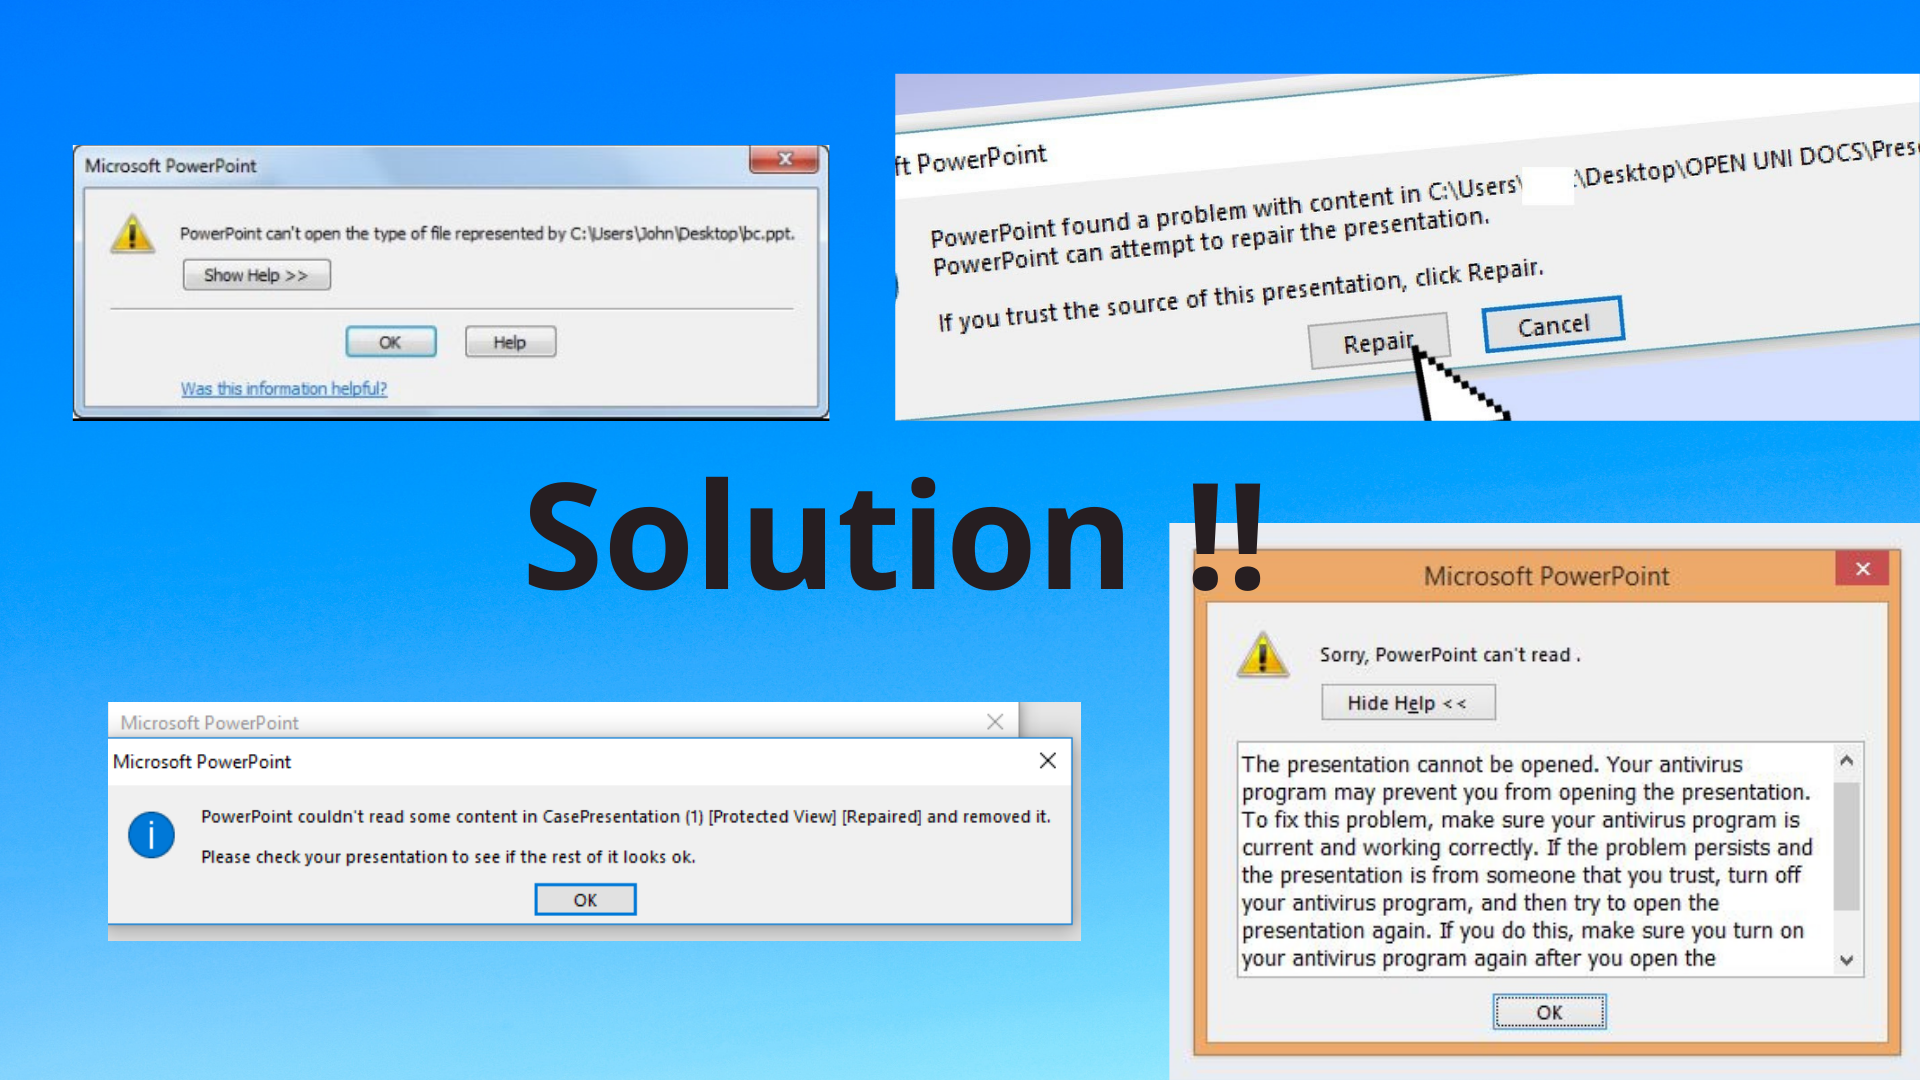 Microsoft PowerPoint
PowerPoint can't open the type of file represented by C:\Users\John\Desktop\bc.ppt.
Show Help >>
OK
Help
Was this information helpful?
ft PowerPoint
PowerPoint found a problem with content in C:\Users\ \Desktop\OPEN UNI DOCS\Pres
PowerPoint can attempt to repair the presentation.
If you trust the source of this presentation, click Repair.
Repair
Cancel
Solution !!
Microsoft PowerPoint
Microsoft PowerPoint
PowerPoint couldn't read some content in CasePresentation (1) [Protected View] [Repaired] and removed it.
Please check your presentation to see if the rest of it looks ok.
OK
Microsoft PowerPoint
Sorry, PowerPoint can't read .
Hide Help <<
The presentation cannot be opened. Your antivirus
program may prevent you from opening the presentation.
To fix this problem, make sure your antivirus program is
current and working correctly. If the problem persists and
the presentation is from someone that you trust, turn off
your antivirus program, and then try to open the
presentation again. If you do this, make sure you turn on
your antivirus program again after you open the
OK